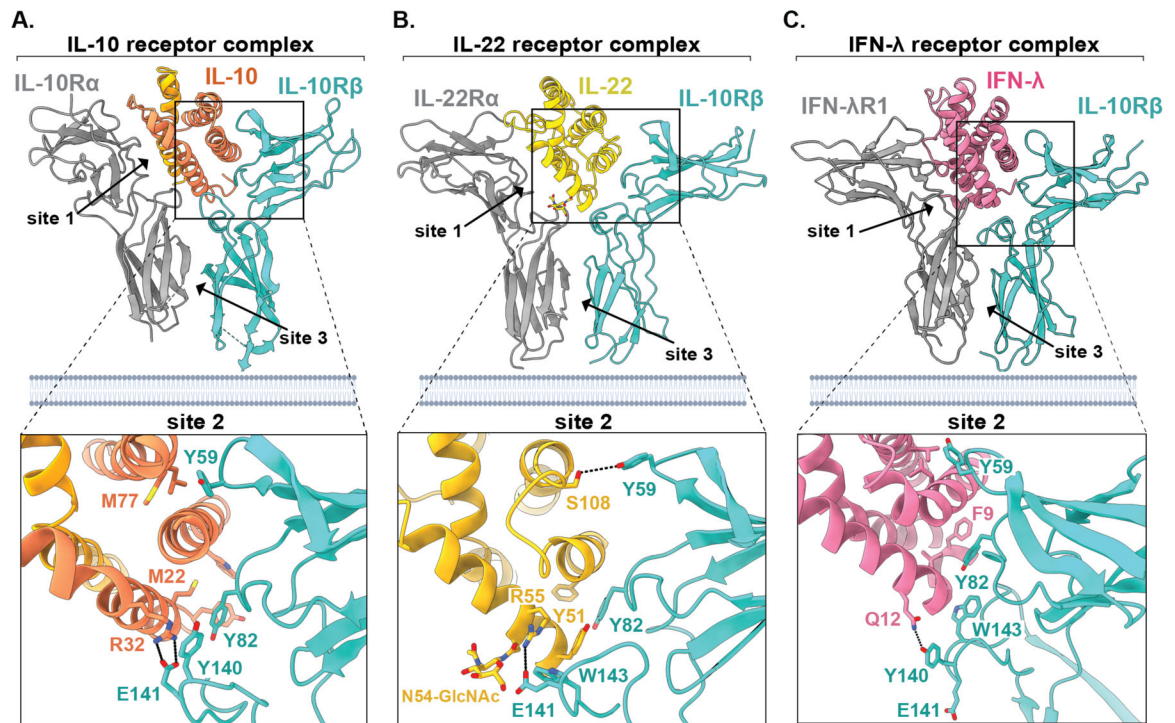 A.
IL-10 receptor complex
IL-10Rα
IL-10
IL-10Rβ
site 1
site 3
site 2
Y59
M77
M22
R32
Y82
Y140
E141
B.
IL-22 receptor complex
IL-22Rα
IL-22
IL-10Rβ
site 1
site 3
site 2
S108
Y59
R55
Y51
Y82
N54-GlcNAc
W143
E141
C.
IFN-λ receptor complex
IFN-λR1
IFN-λ
IL-10Rβ
site 1
site 3
site 2
Y59
F9
Y82
Q12
W143
Y140
E141